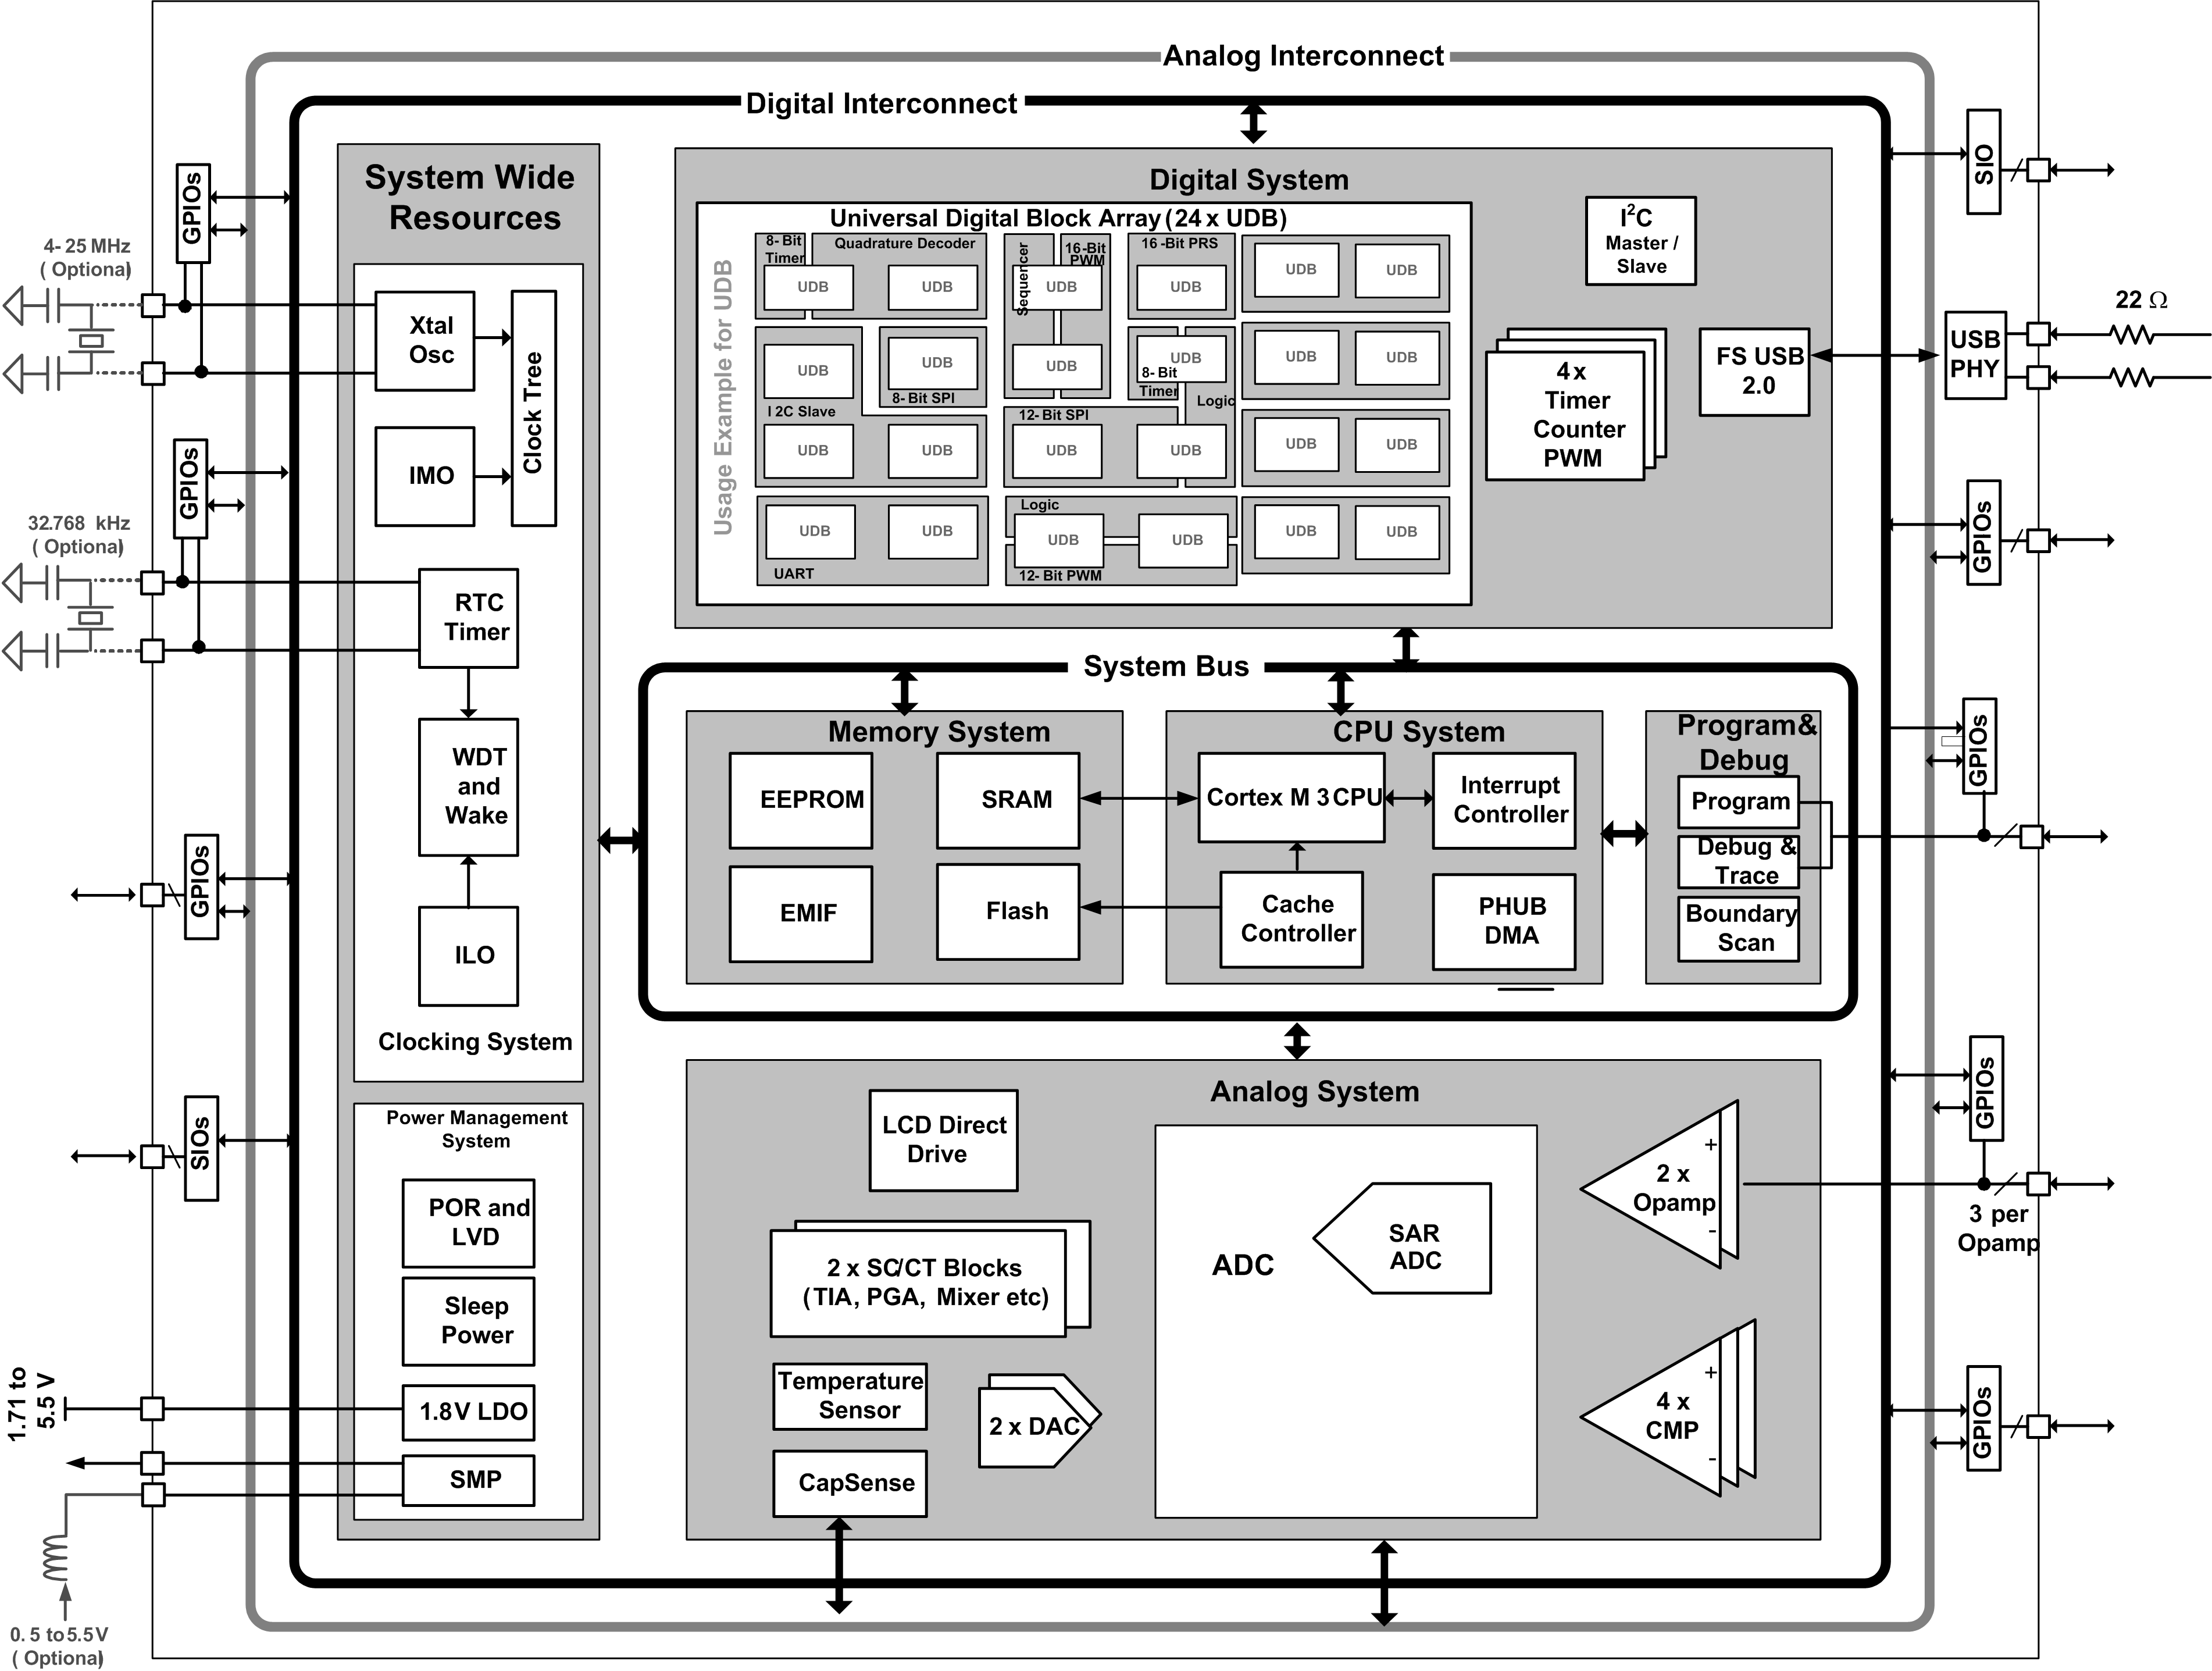 Analog Interconnect
Digital Interconnect
System Wide
Resources
GPIOs
4-25 MHz
( Optional)
Xtal
Osc
Clock Tree
IMO
GPIOs
32.768 kHz
( Optional)
RTC
Timer
WDT
and
Wake
GPIOs
ILO
Clocking System
SIOs
Power Management
System
POR and
LVD
Sleep
Power
1.71 to
5.5 V
1.8V LDO
SMP
0.5 to 5.5V
( Optional)
Digital System
Universal Digital Block Array (24 x UDB)
Usage Example for UDB
8- Bit
Timer
Quadrature Decoder
UDB
UDB
Sequencer
16-Bit
PWM
UDB
16-Bit PRS
UDB
UDB
UDB
UDB
I 2C Slave
UDB
8- Bit SPI
UDB
UDB
8- Bit
Timer
Logic
UDB
UDB
UDB
UDB
12- Bit SPI
UDB
UDB
UDB
UDB
UDB
UDB
UART
Logic
UDB
UDB
12- Bit PWM
UDB
UDB
I2C
Master /
Slave
4 x
Timer
Counter
PWM
FS USB
2.0
SIO
USB
PHY
22 Ω
GPIOs
System Bus
Memory System
EEPROM
SRAM
EMIF
Flash
CPU System
Cortex M 3 CPU
Interrupt
Controller
Cache
Controller
PHUB
DMA
Program&
Debug
Program
Debug &
Trace
Boundary
Scan
GPIOs
Analog System
LCD Direct
Drive
2 x SC/CT Blocks
(TIA, PGA, Mixer etc)
Temperature
Sensor
CapSense
2 x DAC
ADC
SAR
ADC
+
2 x
Opamp
-
+
4 x
CMP
-
GPIOs
3 per
Opamp
GPIOs